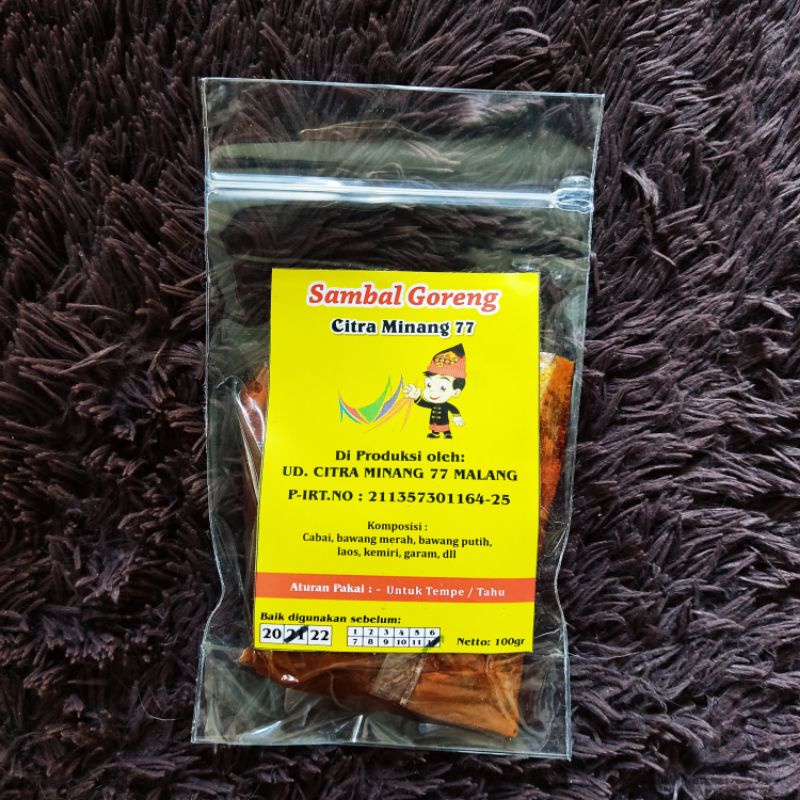 Sambal Goreng
Citra Minang 77
Di Produksi oleh:
UD. CITRA MINANG 77 MALANG
P-IRT.NO : 211357301164-25
Komposisi :
Cabai, bawang merah, bawang putih,
laos, kemiri, garam, dll
Aturan Pakai : - Untuk Tempe / Tahu
Baik digunakan sebelum:
20 21 22
1 2 3 4 5 6
7 8 9 10 11 12
Netto: 100gr